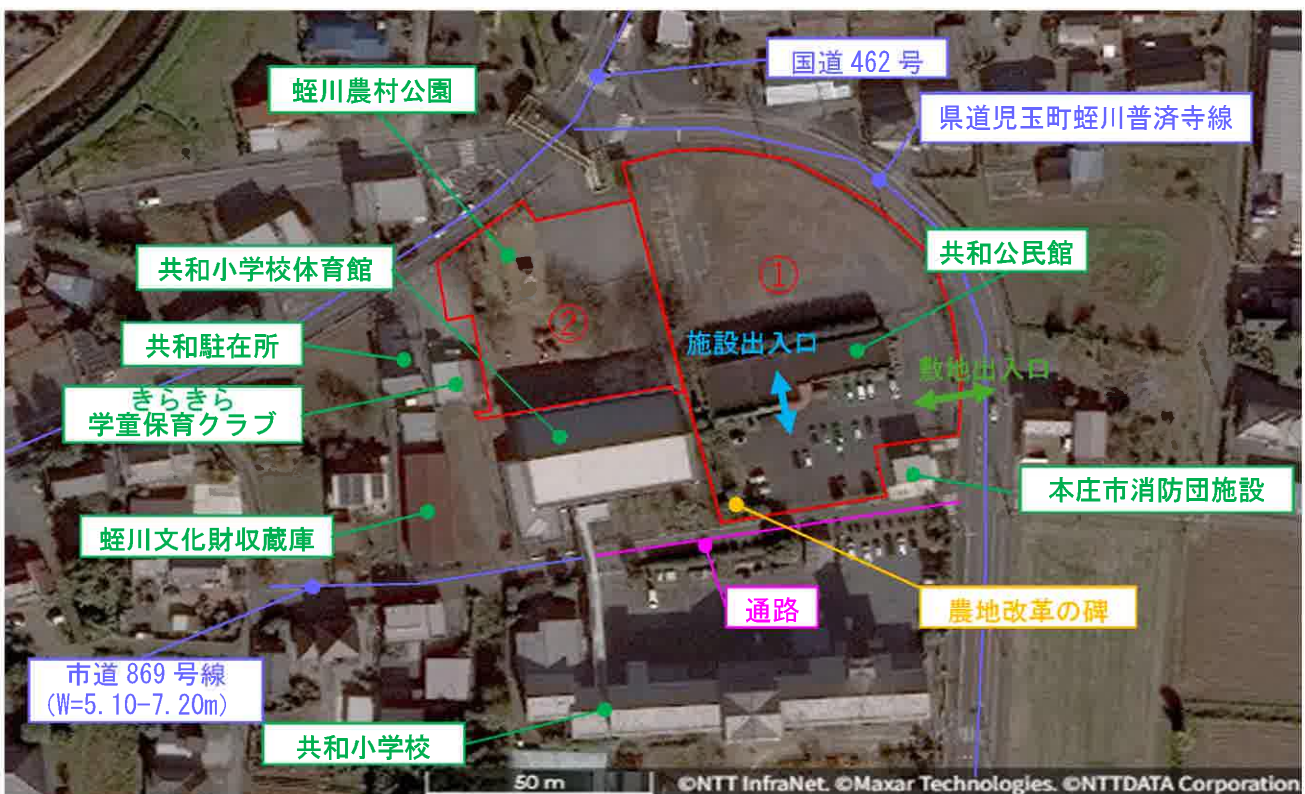 国道 462 号
蛭川農村公園
県道児玉町蛭川普済寺線
共和公民館
共和小学校体育館
①
②
施設出入口
共和駐在所
敷地出入口
きらきら
学童保育クラブ
本庄市消防団施設
蛭川文化財収蔵庫
通路
農地改革の碑
市道 869 号線
(W=5.10-7.20m)
共和小学校
50 m
©NTT InfraNet. ©Maxar Technologies. ©NTTDATA Corporation